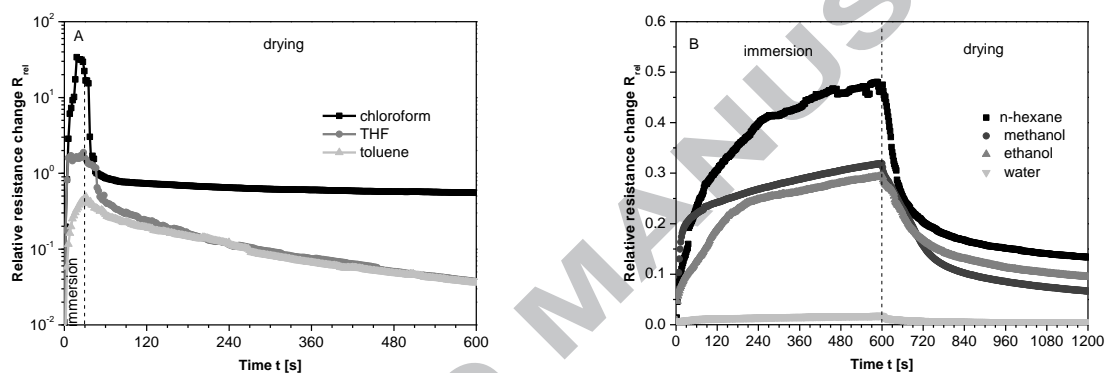 A
drying
chloroform
THF
toluene
immersion
Relative resistance change R_rel
10^2
10^1
10^0
10^-1
10^-2
0 120 240 360 480 600
Time t [s]
B
immersion
drying
n-hexane
methanol
ethanol
water
Relative resistance change R_rel
0.6
0.5
0.4
0.3
0.2
0.1
0.0
0 120 240 360 480 600 720 840 960 1080 1200
Time t [s]
MANUS